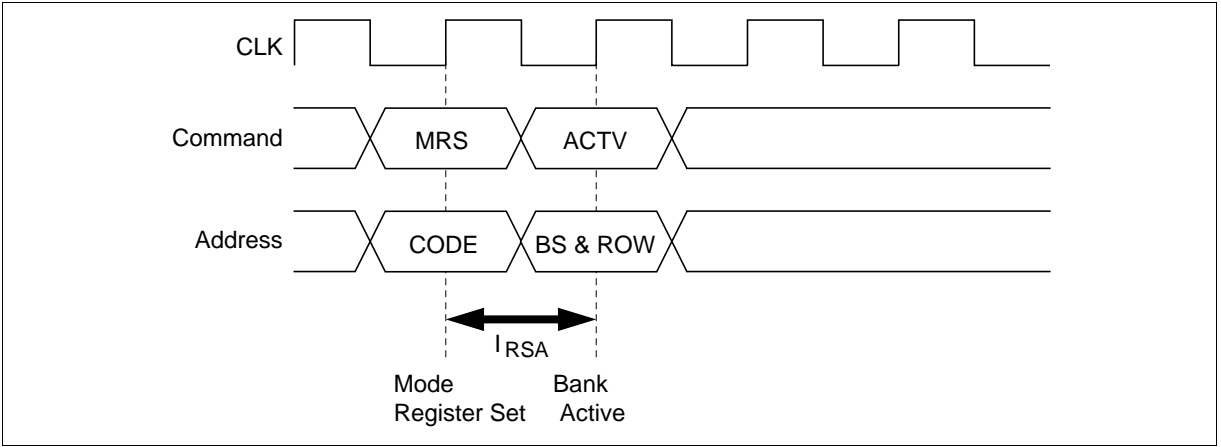 CLK
Command
MRS
ACTV
Address
CODE
BS & ROW
I RSA
Mode
Register Set
Bank
Active